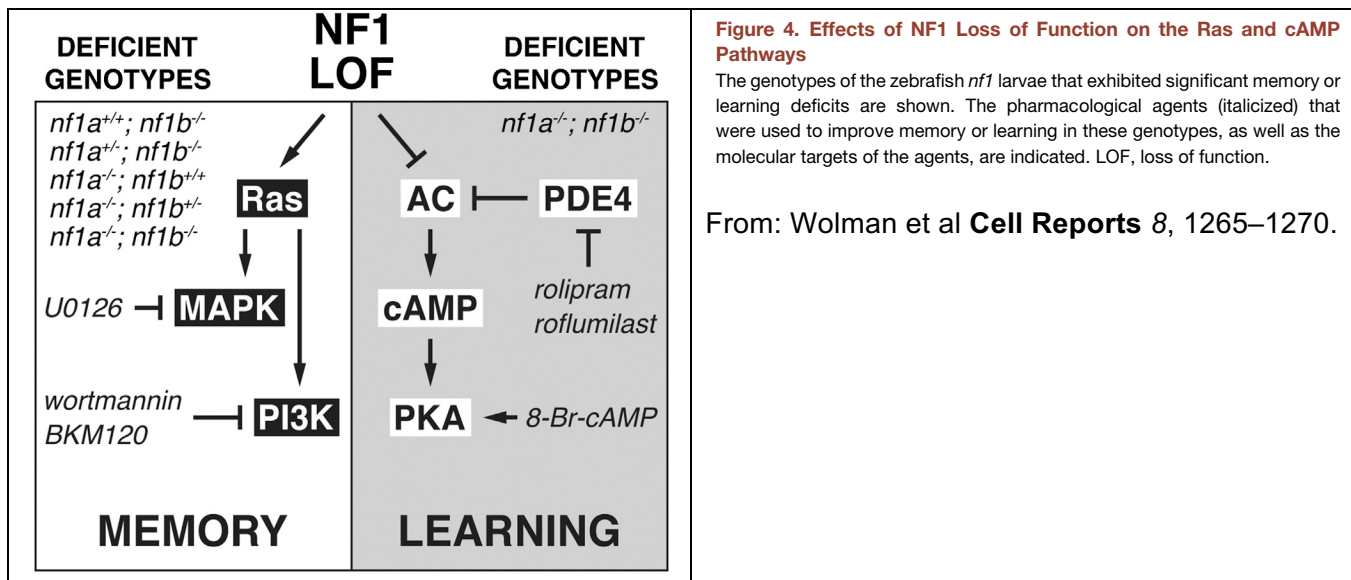 NF1
LOF
DEFICIENT
GENOTYPES
DEFICIENT
GENOTYPES
nf1a+/+; nf1b-/-
nf1a+/-; nf1b-/-
nf1a-/-; nf1b+/+
nf1a-/-; nf1b+/-
nf1a-/-; nf1b-/-
nf1a-/-; nf1b-/-
Ras
AC
PDE4
U0126
MAPK
cAMP
rolipram
roflumilast
wortmannin
BKM120
PI3K
PKA
8-Br-cAMP
MEMORY
LEARNING
Figure 4. Effects of NF1 Loss of Function on the Ras and cAMP
Pathways
The genotypes of the zebrafish nf1 larvae that exhibited significant memory or
learning deficits are shown. The pharmacological agents (italicized) that
were used to improve memory or learning in these genotypes, as well as the
molecular targets of the agents, are indicated. LOF, loss of function.
From: Wolman et al Cell Reports 8, 1265–1270.